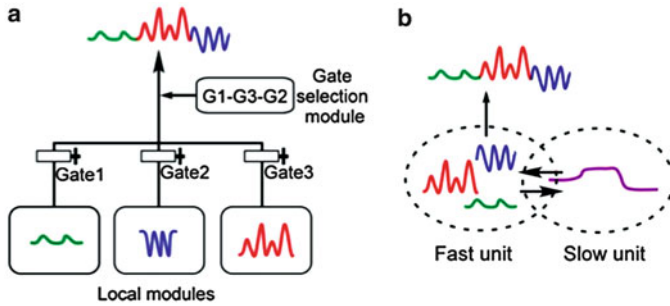 a
G1-G3-G2
Gate
selection
module
Gate1
Gate2
Gate3
Local modules
b
Fast unit
Slow unit